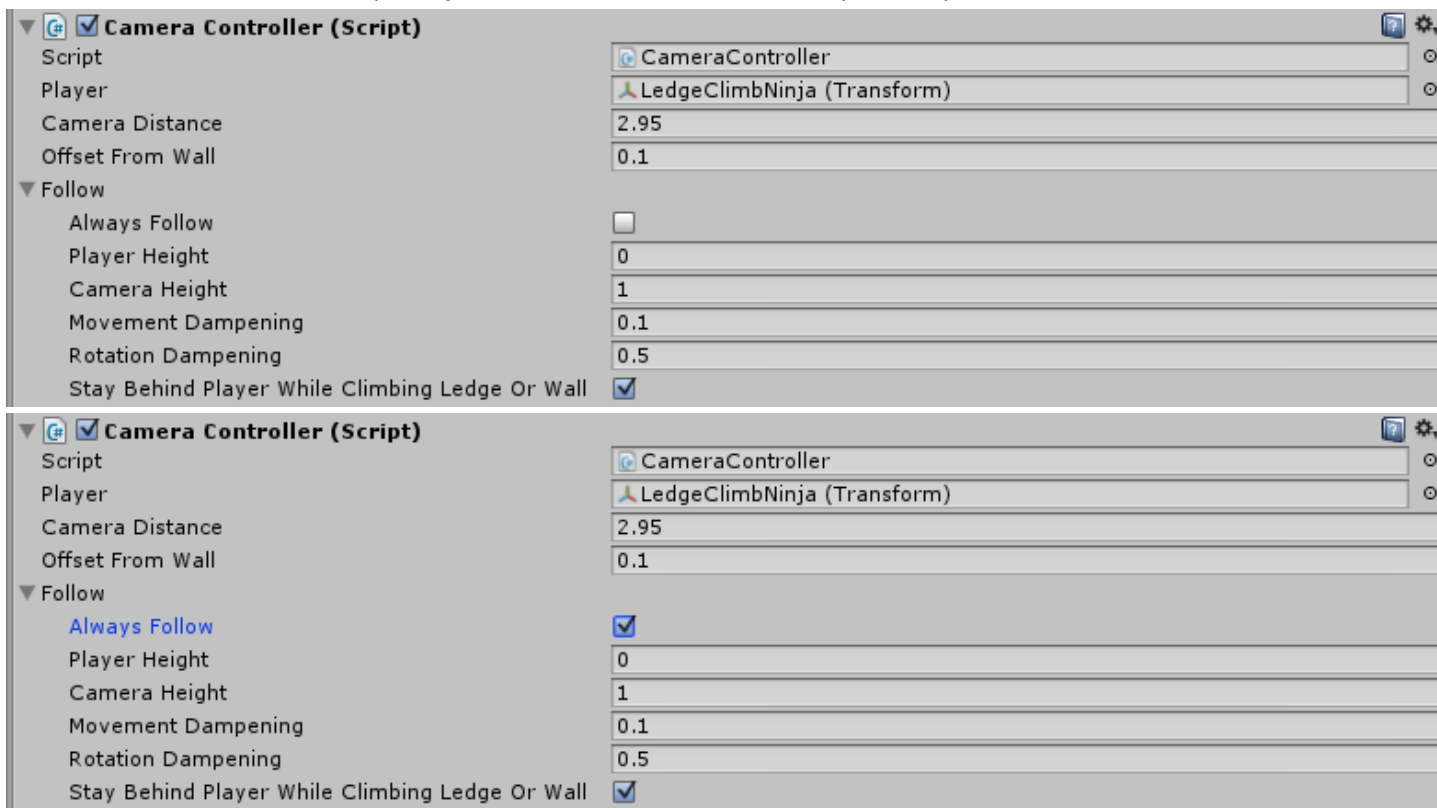 Camera Controller (Script)
Script CameraController
Player LedgeClimbNinja (Transform)
Camera Distance 2.95
Offset From Wall 0.1
Follow
Always Follow
Player Height 0
Camera Height 1
Movement Dampening 0.1
Rotation Dampening 0.5
Stay Behind Player While Climbing Ledge Or Wall
Camera Controller (Script)
Script CameraController
Player LedgeClimbNinja (Transform)
Camera Distance 2.95
Offset From Wall 0.1
Follow
Always Follow
Player Height 0
Camera Height 1
Movement Dampening 0.1
Rotation Dampening 0.5
Stay Behind Player While Climbing Ledge Or Wall